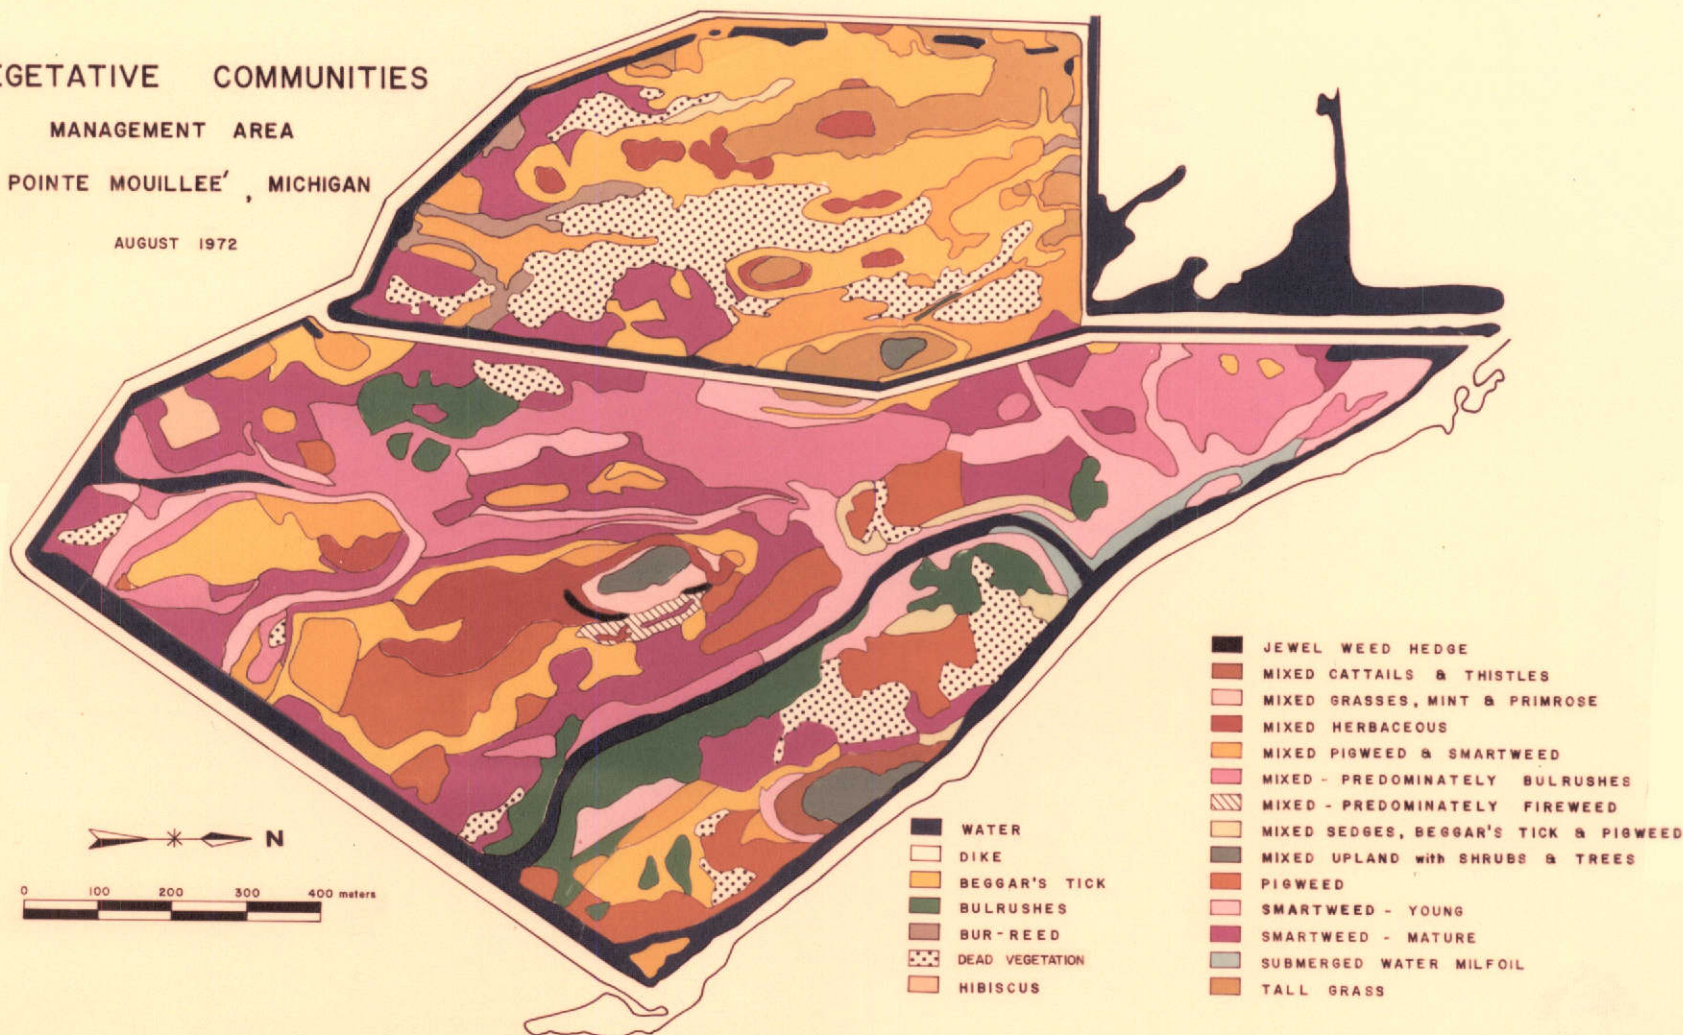 EGETATIVE COMMUNITIES
MANAGEMENT AREA
POINTE MOUILLEE' , MICHIGAN
AUGUST 1972
N
0 100 200 300 400 meters
WATER
DIKE
BEGGAR'S TICK
BULRUSHES
BUR-REED
DEAD VEGETATION
HIBISCUS
JEWEL WEED HEDGE
MIXED CATTAILS & THISTLES
MIXED GRASSES, MINT & PRIMROSE
MIXED HERBACEOUS
MIXED PIGWEED & SMARTWEED
MIXED - PREDOMINATELY BULRUSHES
MIXED - PREDOMINATELY FIREWEED
MIXED SEDGES, BEGGAR'S TICK & PIGWEED
MIXED UPLAND with SHRUBS & TREES
PIGWEED
SMARTWEED - YOUNG
SMARTWEED - MATURE
SUBMERGED WATER MILFOIL
TALL GRASS